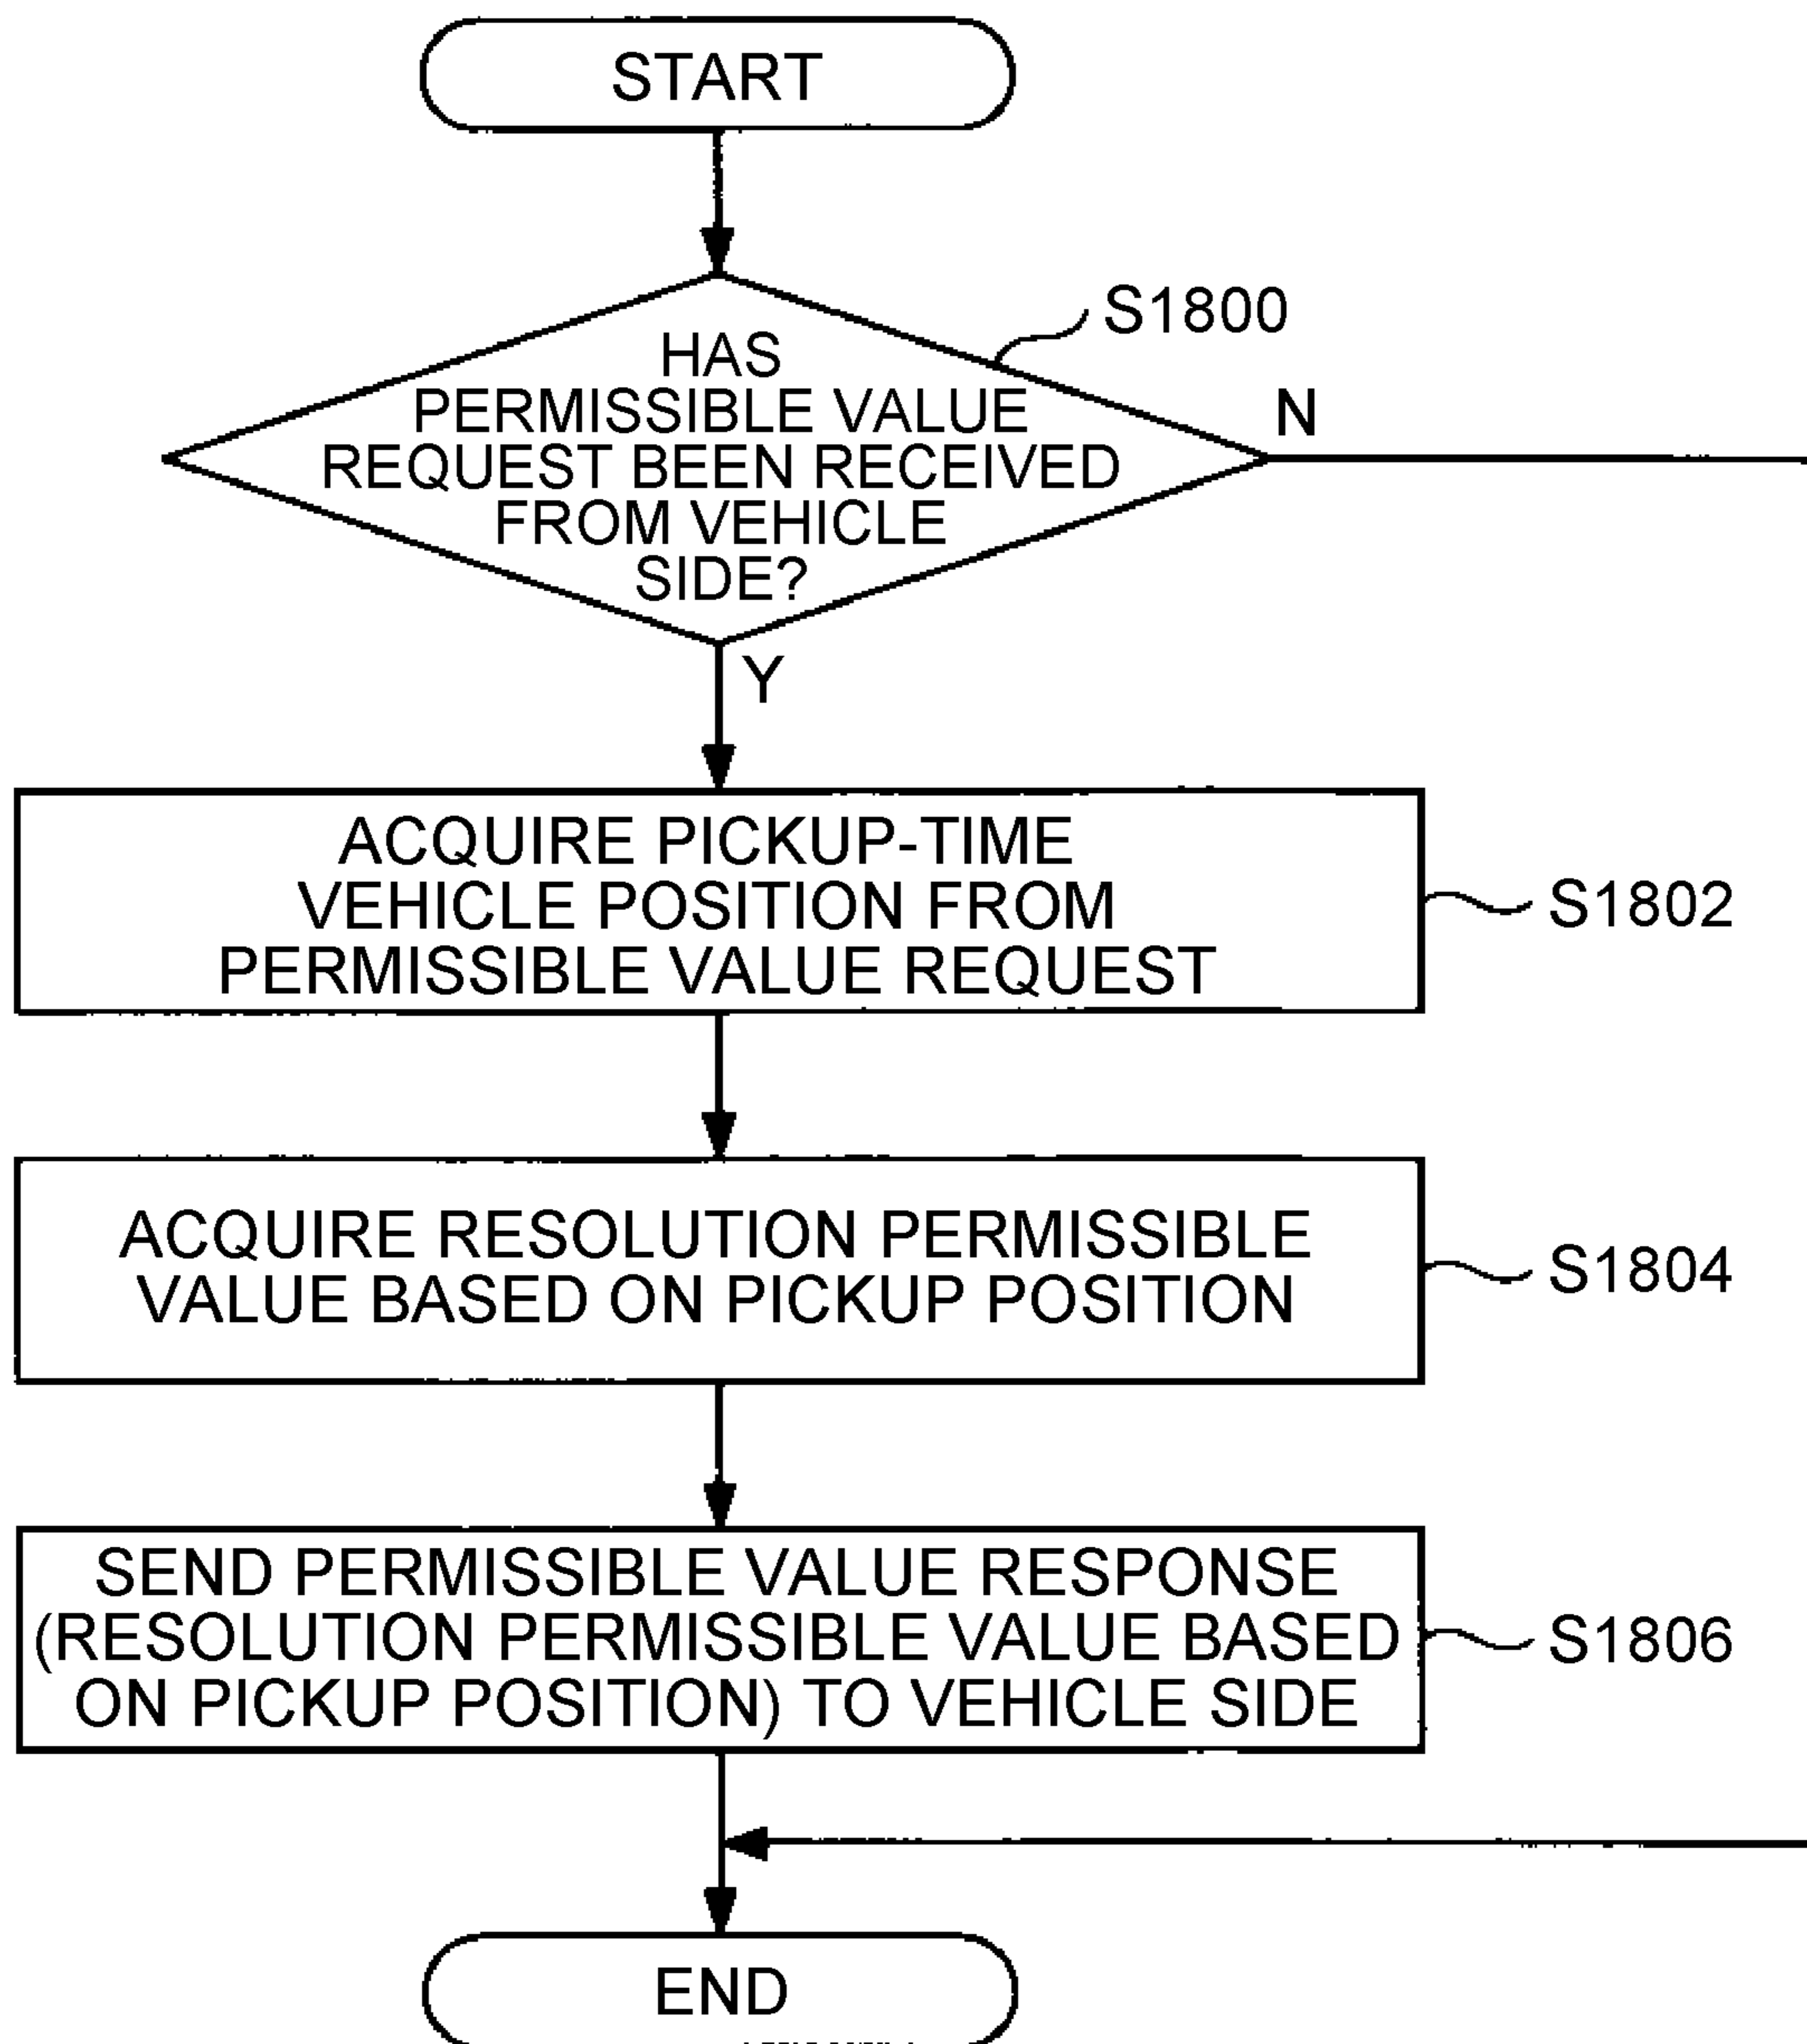 START
S1800
HAS
PERMISSIBLE VALUE
REQUEST BEEN RECEIVED
FROM VEHICLE
SIDE?
N
Y
ACQUIRE PICKUP-TIME
VEHICLE POSITION FROM
PERMISSIBLE VALUE REQUEST
S1802
ACQUIRE RESOLUTION PERMISSIBLE
VALUE BASED ON PICKUP POSITION
S1804
SEND PERMISSIBLE VALUE RESPONSE
(RESOLUTION PERMISSIBLE VALUE BASED
ON PICKUP POSITION) TO VEHICLE SIDE
S1806
END